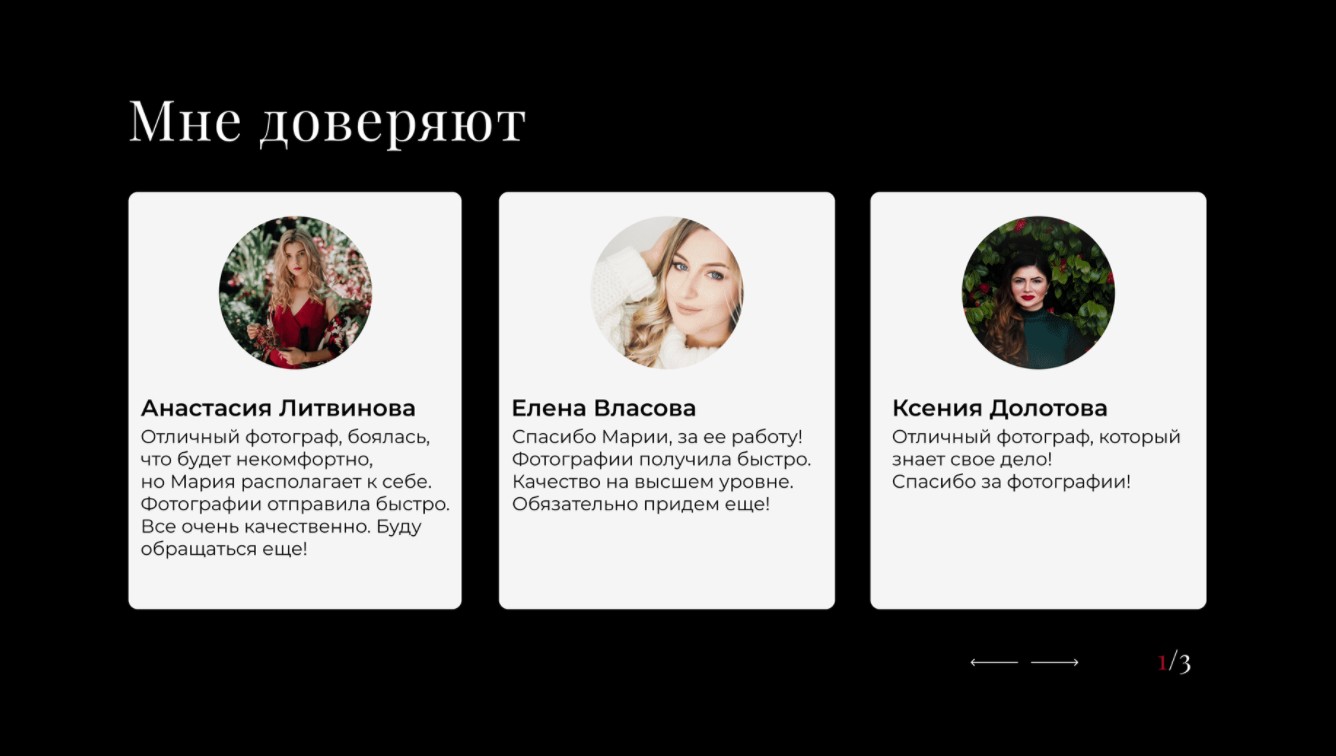 Мне доверяют
Анастасия Литвинова
Отличный фотограф, боялась,
что будет некомфортно,
но Мария располагает к себе.
Фотографии отправила быстро.
Все очень качественно. Буду
обращаться еще!
Елена Власова
Спасибо Марии, за ее работу!
Фотографии получила быстро.
Качество на высшем уровне.
Обязательно придем еще!
Ксения Долотова
Отличный фотограф, который
знает свое дело!
Спасибо за фотографии!
1/3